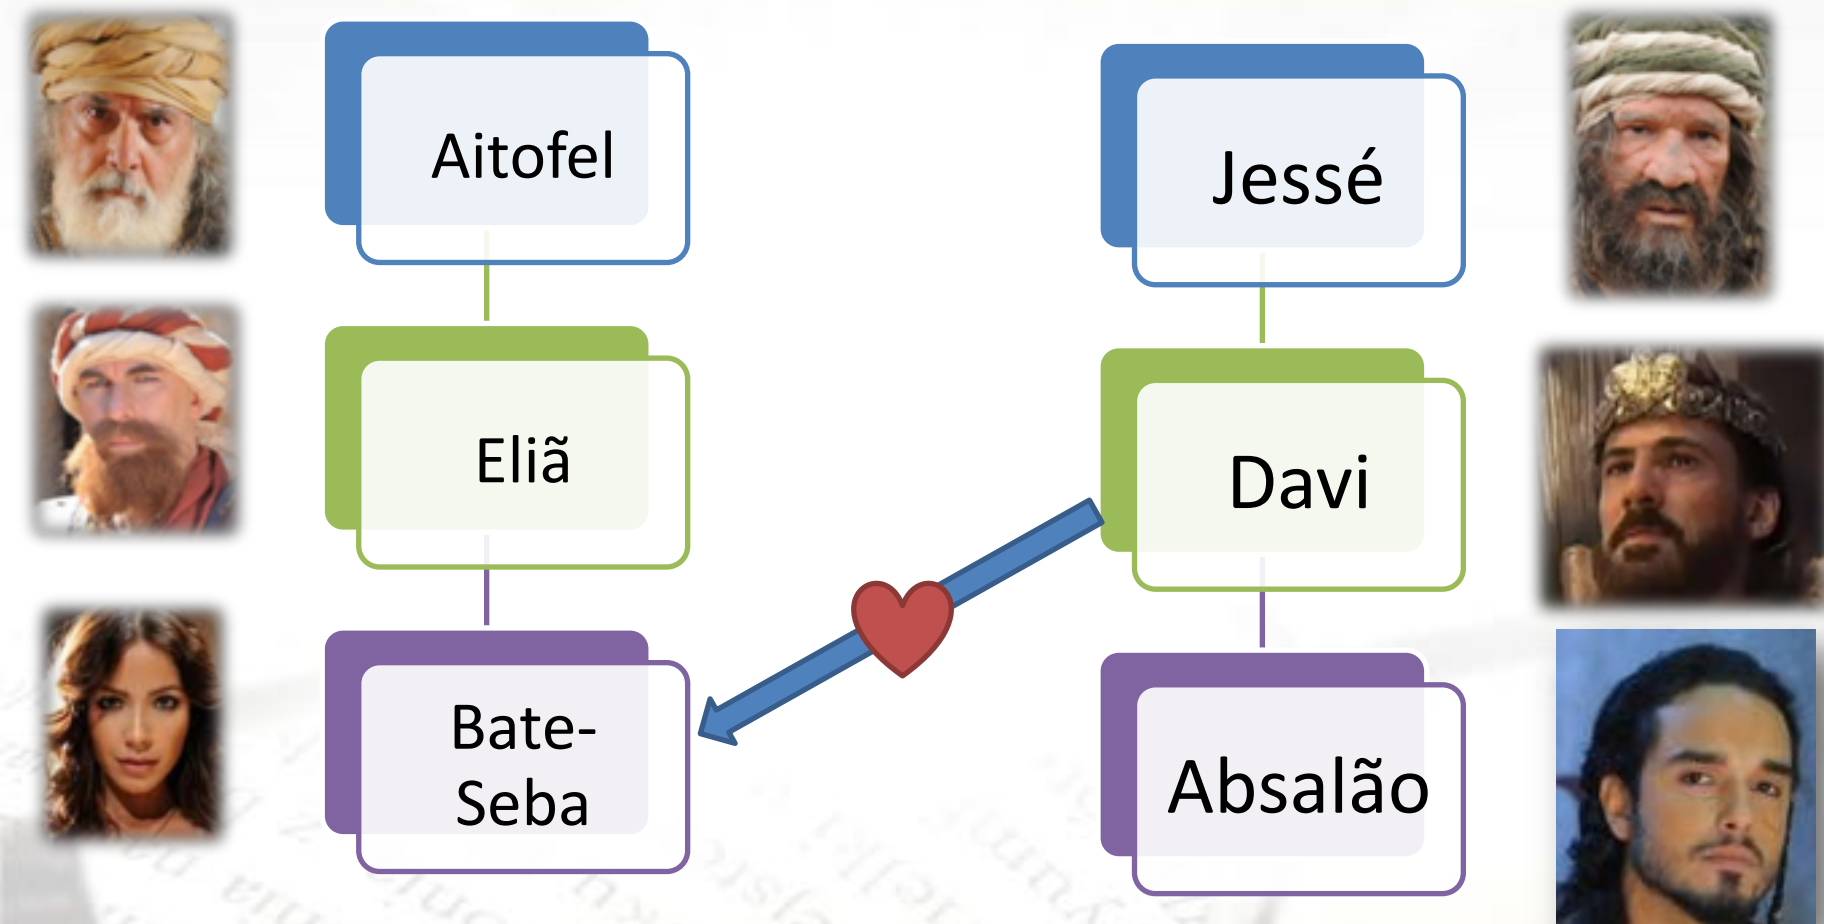 Aitofel
Eliã
Bate-
Seba
Jessé
Davi
Absalão